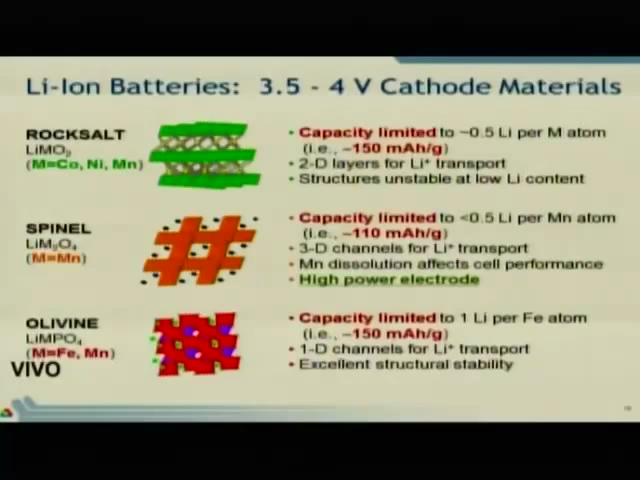 Li-Ion Batteries: 3.5 - 4 V Cathode Materials
ROCKSALT
LiMO₂
(M=Co, Ni, Mn)
• Capacity limited to ~0.5 Li per M atom
(i.e., ~150 mAh/g)
• 2-D layers for Li⁺ transport
• Structures unstable at low Li content
SPINEL
LiM₂O₄
(M=Mn)
• Capacity limited to <0.5 Li per Mn atom
(i.e., ~110 mAh/g)
• 3-D channels for Li⁺ transport
• Mn dissolution affects cell performance
• High power electrode
OLIVINE
LiMPO₄
(M=Fe, Mn)
• Capacity limited to 1 Li per Fe atom
(i.e., ~150 mAh/g)
• 1-D channels for Li⁺ transport
• Excellent structural stability
VIVO